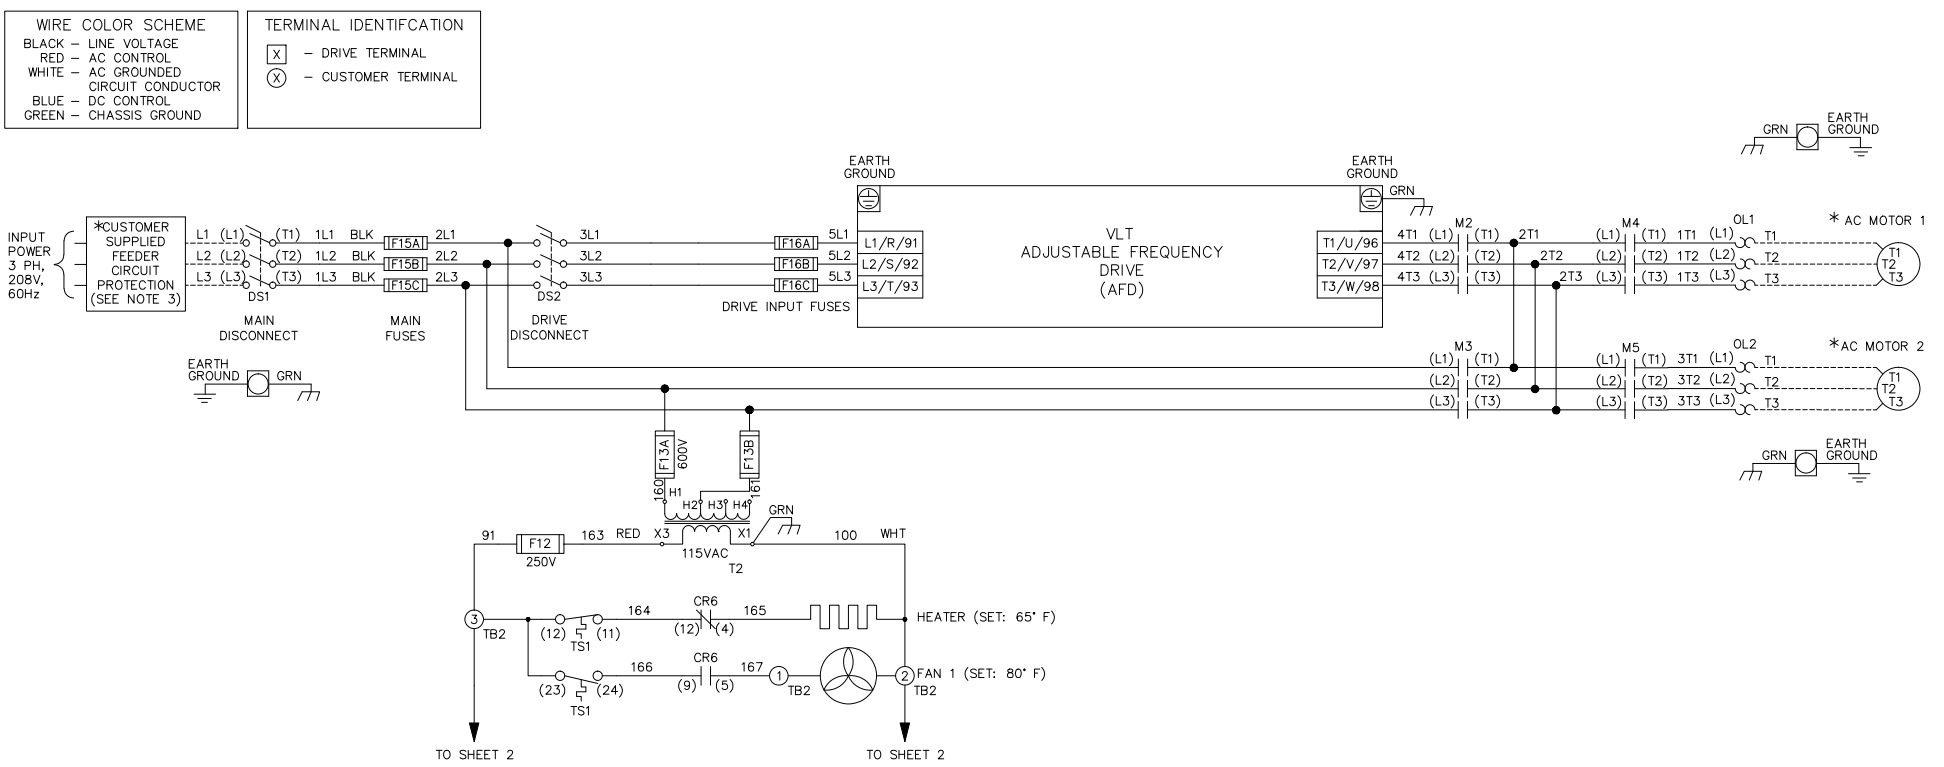 WIRE COLOR SCHEME
BLACK – LINE VOLTAGE
RED – AC CONTROL
WHITE – AC GROUNDED
CIRCUIT CONDUCTOR
BLUE – DC CONTROL
GREEN – CHASSIS GROUND
TERMINAL IDENTIFCATION
X – DRIVE TERMINAL
X – CUSTOMER TERMINAL
GRN
EARTH
GROUND
EARTH
GROUND
EARTH
GROUND
GRN
INPUT
POWER
3 PH,
208V,
60Hz
*CUSTOMER
SUPPLIED
FEEDER
CIRCUIT
PROTECTION
(SEE NOTE 3)
L1 (L1) (T1) 1L1 BLK F15A 2L1 3L1 F16A 5L1 L1/R/91
L2 (L2) (T2) 1L2 BLK F15B 2L2 3L2 F16B 5L2 L2/S/92
L3 (L3) (T3) 1L3 BLK F15C 2L3 3L3 F16C 5L3 L3/T/93
DS1
DS2
MAIN
DISCONNECT
MAIN
FUSES
DRIVE
DISCONNECT
DRIVE INPUT FUSES
VLT
ADJUSTABLE FREQUENCY
DRIVE
(AFD)
M2 M4 OL1 * AC MOTOR 1
T1/U/96 4T1 (L1) (T1) 2T1 (L1) (T1) 1T1 (L1) T1
T2/V/97 4T2 (L2) (T2) 2T2 (L2) (T2) 1T2 (L2) T2
T3/W/98 4T3 (L3) (T3) 2T3 (L3) (T3) 1T3 (L3) T3
T1
T2
T3
M3 M5 OL2 *AC MOTOR 2
(L1) (T1) (L1) (T1) 3T1 (L1) T1
(L2) (T2) (L2) (T2) 3T2 (L2) T2
(L3) (T3) (L3) (T3) 3T3 (L3) T3
T1
T2
T3
EARTH
GROUND GRN
GRN
EARTH
GROUND
F13A
600V
F13B
160
161
H1 H2 H3 H4
GRN
91 F12 163 RED X3 X1 100 WHT
250V
115VAC
T2
3
TB2
164 CR6 165
(12) (11) (12) (4)
TS1
HEATER (SET: 65° F)
166 CR6 167
(23) (24) (9) (5)
TS1
1
TB2
2
TB2
FAN 1 (SET: 80° F)
TO SHEET 2
TO SHEET 2